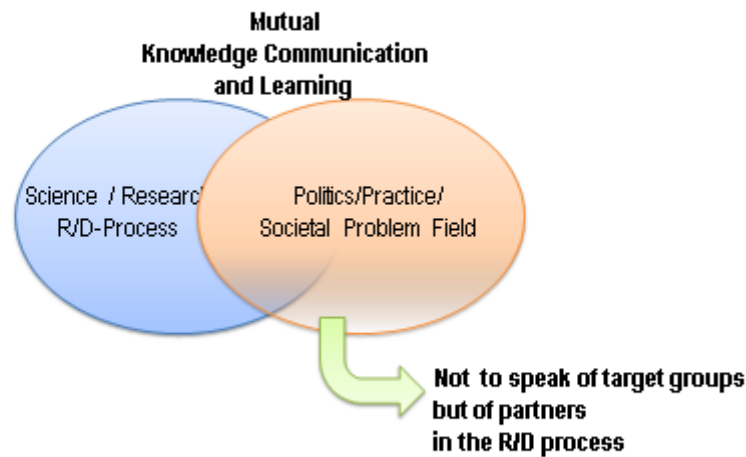 Mutual
Knowledge Communication
and Learning
Science / Researc
R/D-Process
Politics/Practice/
Societal Problem Field
Not to speak of target groups
but of partners
in the R/D process